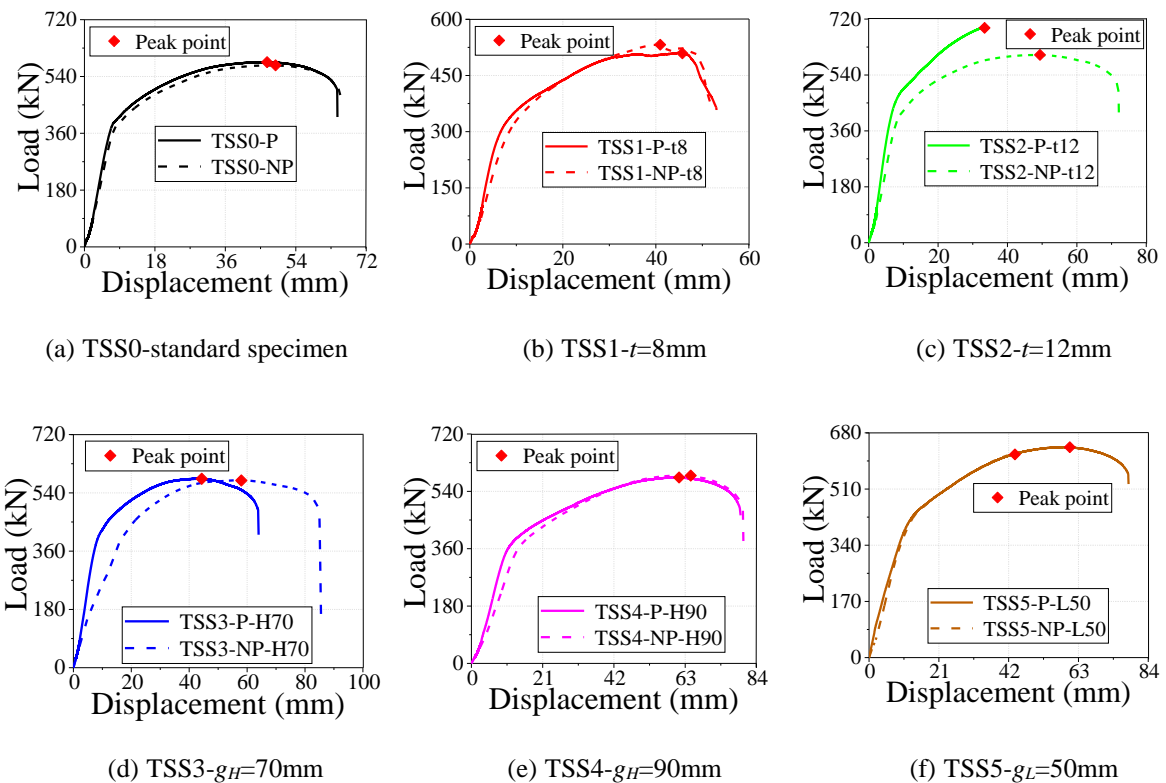 720
540
360
180
0
Load (kN)
Peak point
TSS0-P
TSS0-NP
0 18 36 54 72
Displacement (mm)
(a) TSS0-standard specimen
600
450
300
150
0
Load (kN)
Peak point
TSS1-P-t8
TSS1-NP-t8
0 20 40 60
Displacement (mm)
(b) TSS1-t=8mm
720
540
360
180
0
Load (kN)
Peak point
TSS2-P-t12
TSS2-NP-t12
0 20 40 60 80
Displacement (mm)
(c) TSS2-t=12mm
720
540
360
180
0
Load (kN)
Peak point
TSS3-P-H70
TSS3-NP-H70
0 20 40 60 80 100
Displacement (mm)
(d) TSS3-gH=70mm
720
540
360
180
0
Load (kN)
Peak point
TSS4-P-H90
TSS4-NP-H90
0 21 42 63 84
Displacement (mm)
(e) TSS4-gH=90mm
680
510
340
170
0
Load (kN)
Peak point
TSS5-P-L50
TSS5-NP-L50
0 21 42 63 84
Displacement (mm)
(f) TSS5-gL=50mm